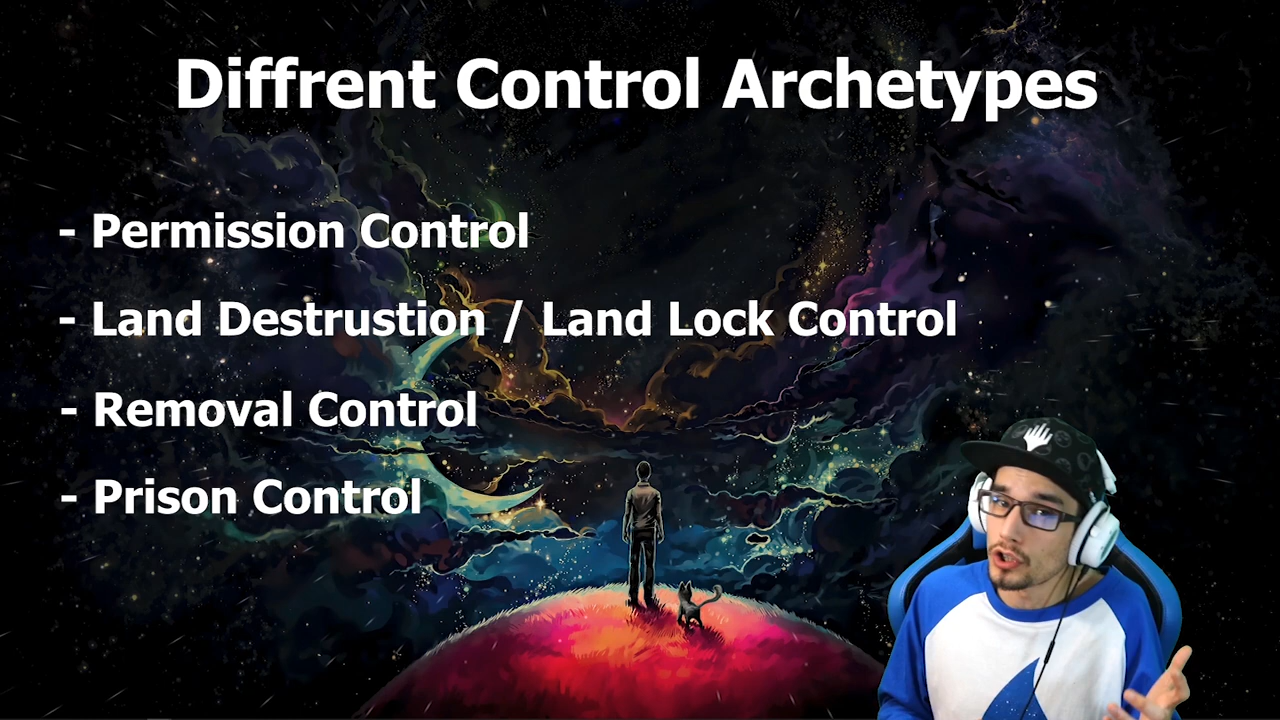 Diffrent Control Archetypes
- Permission Control
- Land Destrustion / Land Lock Control
- Removal Control
- Prison Control